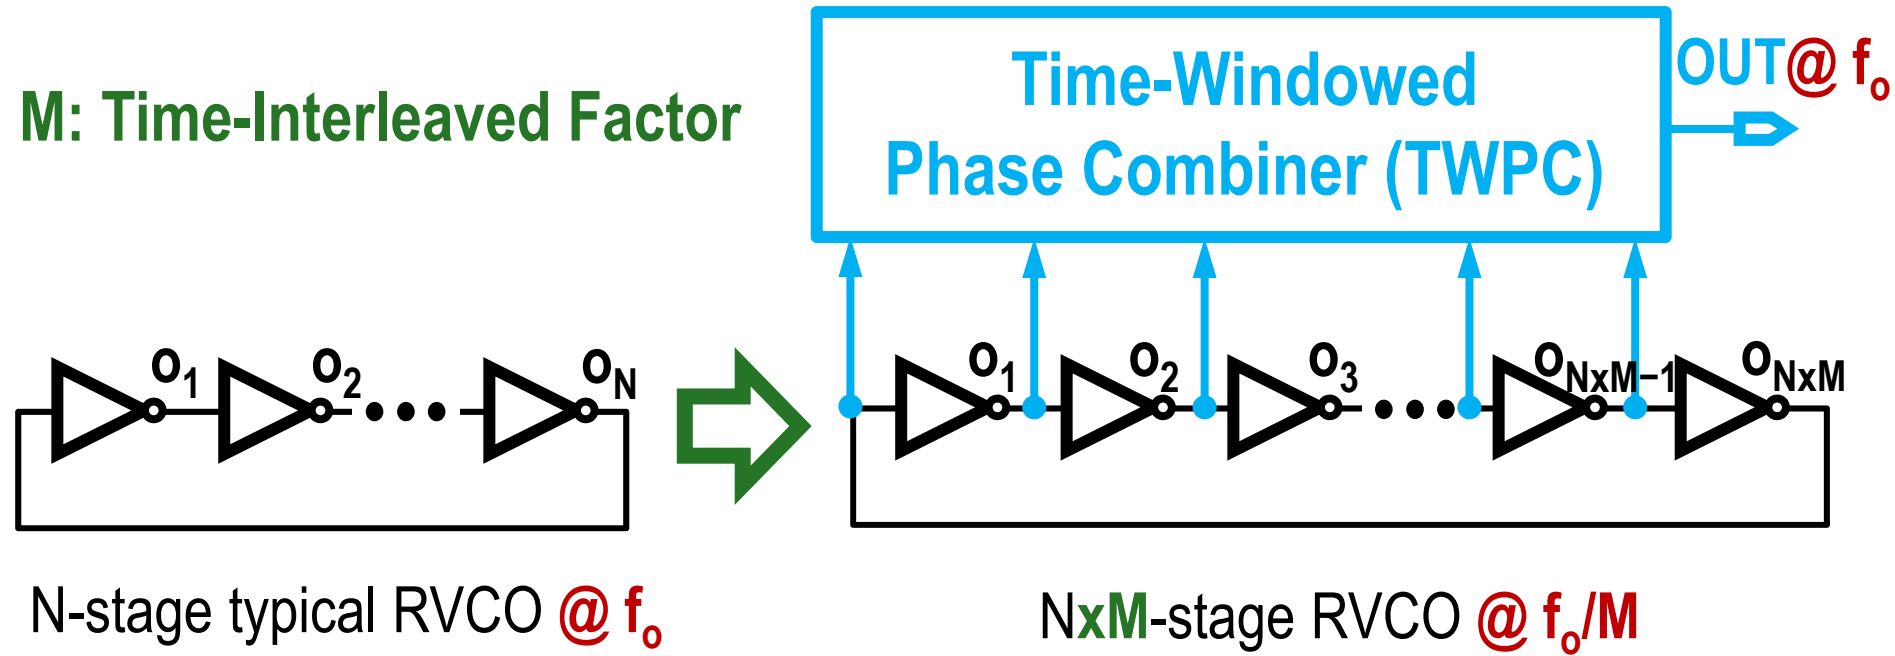 M: Time-Interleaved Factor
Time-Windowed
Phase Combiner (TWPC)
OUT@ fo
o1 o2 oN
o1 o2 o3 oNxM−1 oNxM
N-stage typical RVCO @ fo
NxM-stage RVCO @ fo/M